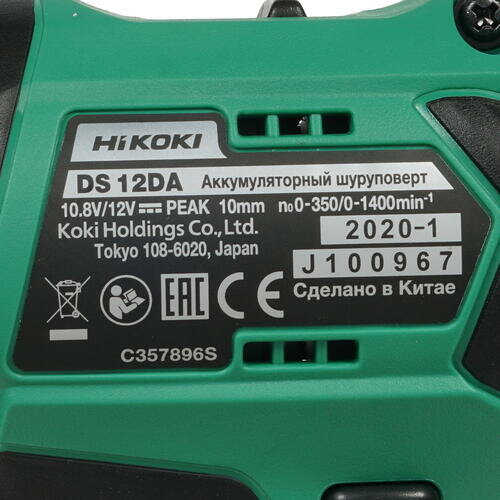 HiKOKI
DS 12DA Аккумуляторный шуруповерт
10.8V/12V⎓PEAK 10mm n₀0-350/0-1400min⁻¹
Koki Holdings Co., Ltd. 2020-1
Tokyo 108-6020, Japan J100967
EAC CE Сделано в Китае
C357896S